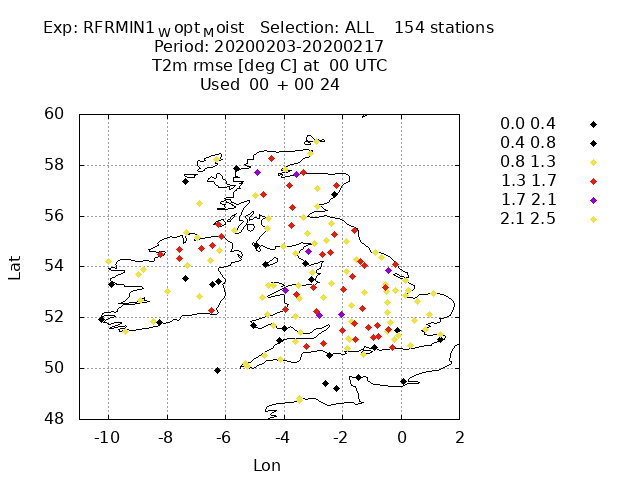 Exp: RFRMIN1WoptMoist Selection: ALL 154 stations
Period: 20200203-20200217
T2m rmse [deg C] at 00 UTC
Used 00 + 00 24
60
58
56
54
52
50
48
Lat
-10 -8 -6 -4 -2 0 2
Lon
0.0 0.4
0.4 0.8
0.8 1.3
1.3 1.7
1.7 2.1
2.1 2.5